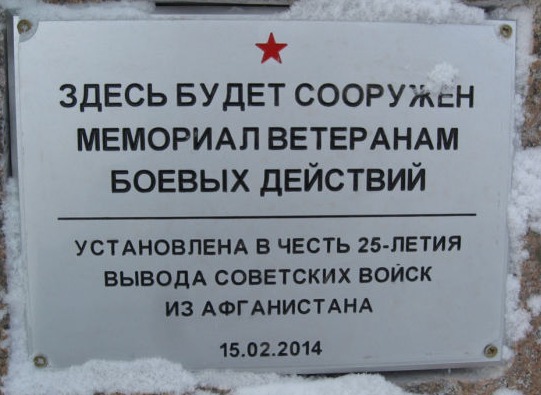 ЗДЕСЬ БУДЕТ СООРУЖЕН
МЕМОРИАЛ ВЕТЕРАНАМ
БОЕВЫХ ДЕЙСТВИЙ
УСТАНОВЛЕНА В ЧЕСТЬ 25-ЛЕТИЯ
ВЫВОДА СОВЕТСКИХ ВОЙСК
ИЗ АФГАНИСТАНА
15.02.2014